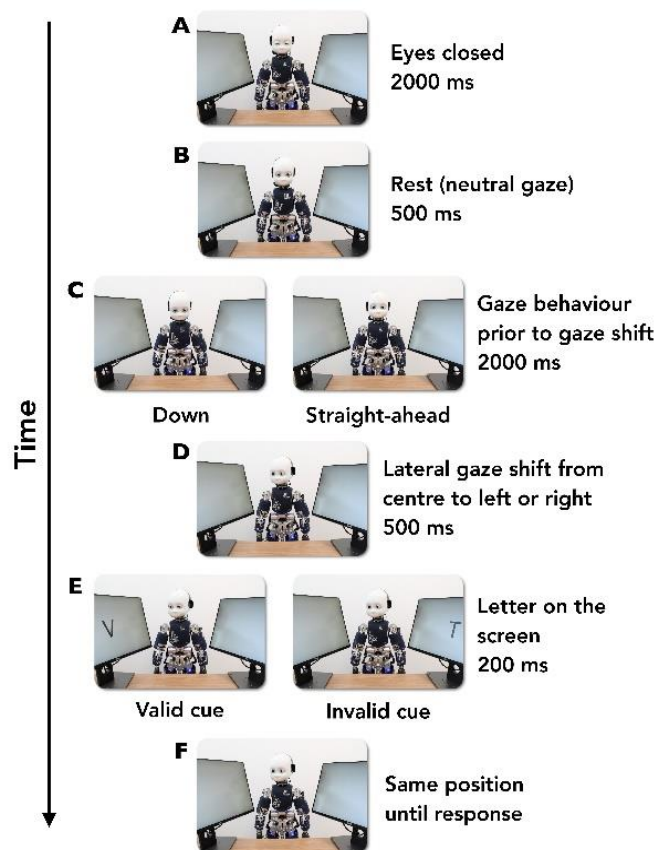 A
Eyes closed
2000 ms
B
Rest (neutral gaze)
500 ms
C
Gaze behaviour
prior to gaze shift
2000 ms
Down
Straight-ahead
Time
D
Lateral gaze shift from
centre to left or right
500 ms
E
V
T
Letter on the
screen
200 ms
Valid cue
Invalid cue
F
Same position
until response